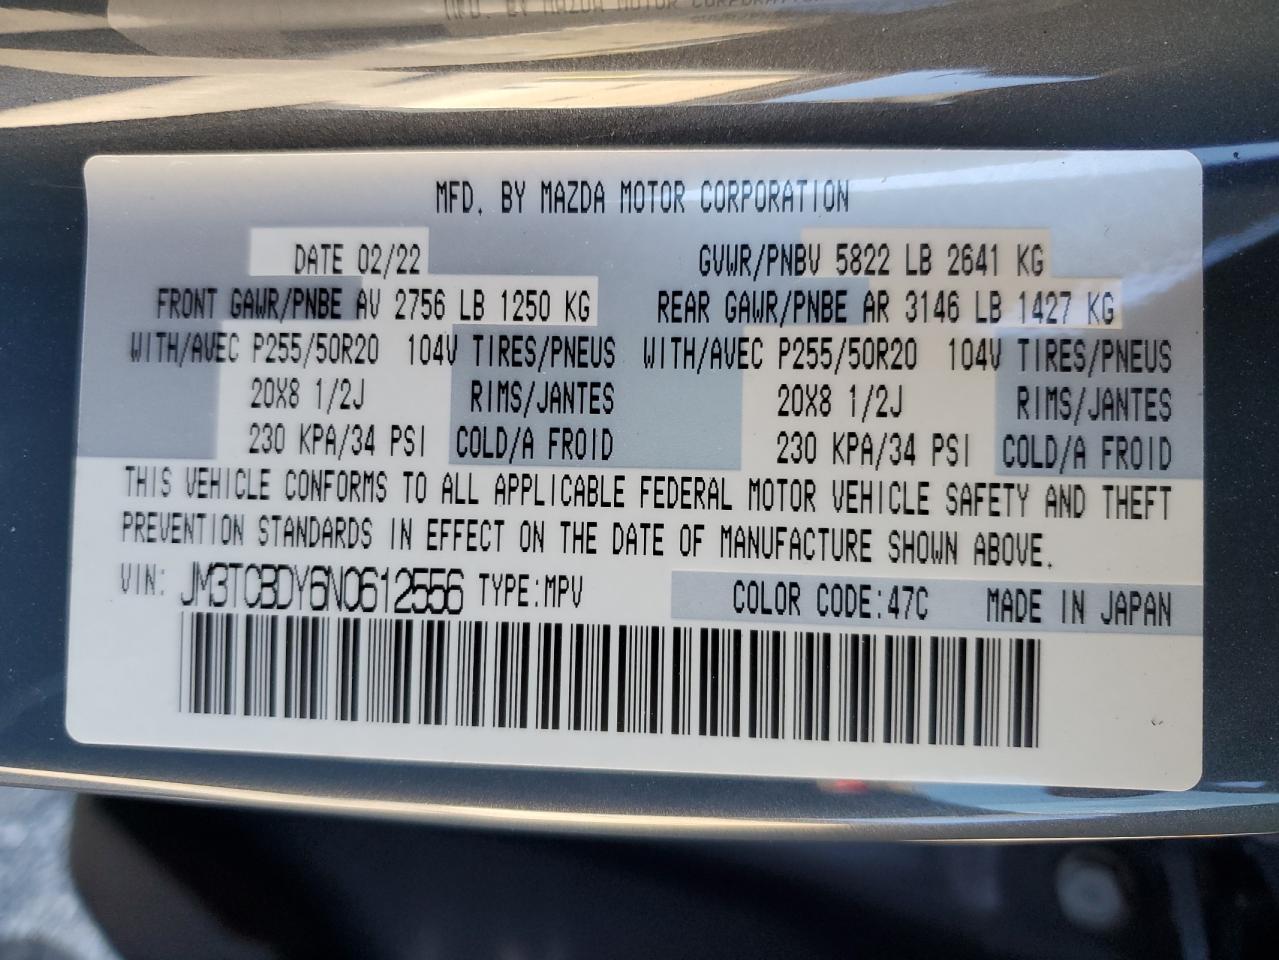 MFD. BY MAZDA MOTOR CORPORATION
MFD. BY MAZDA MOTOR CORPORATION
DATE 02/22 GVWR/PNBV 5822 LB 2641 KG
FRONT GAWR/PNBE AV 2756 LB 1250 KG REAR GAWR/PNBE AR 3146 LB 1427 KG
WITH/AVEC P255/50R20 104V TIRES/PNEUS WITH/AVEC P255/50R20 104V TIRES/PNEUS
20X8 1/2J RIMS/JANTES 20X8 1/2J RIMS/JANTES
230 KPA/34 PSI COLD/A FROID 230 KPA/34 PSI COLD/A FROID
THIS VEHICLE CONFORMS TO ALL APPLICABLE FEDERAL MOTOR VEHICLE SAFETY AND THEFT
PREVENTION STANDARDS IN EFFECT ON THE DATE OF MANUFACTURE SHOWN ABOVE.
VIN: JM3TCBDY6N0612556 TYPE:MPV COLOR CODE:47C MADE IN JAPAN